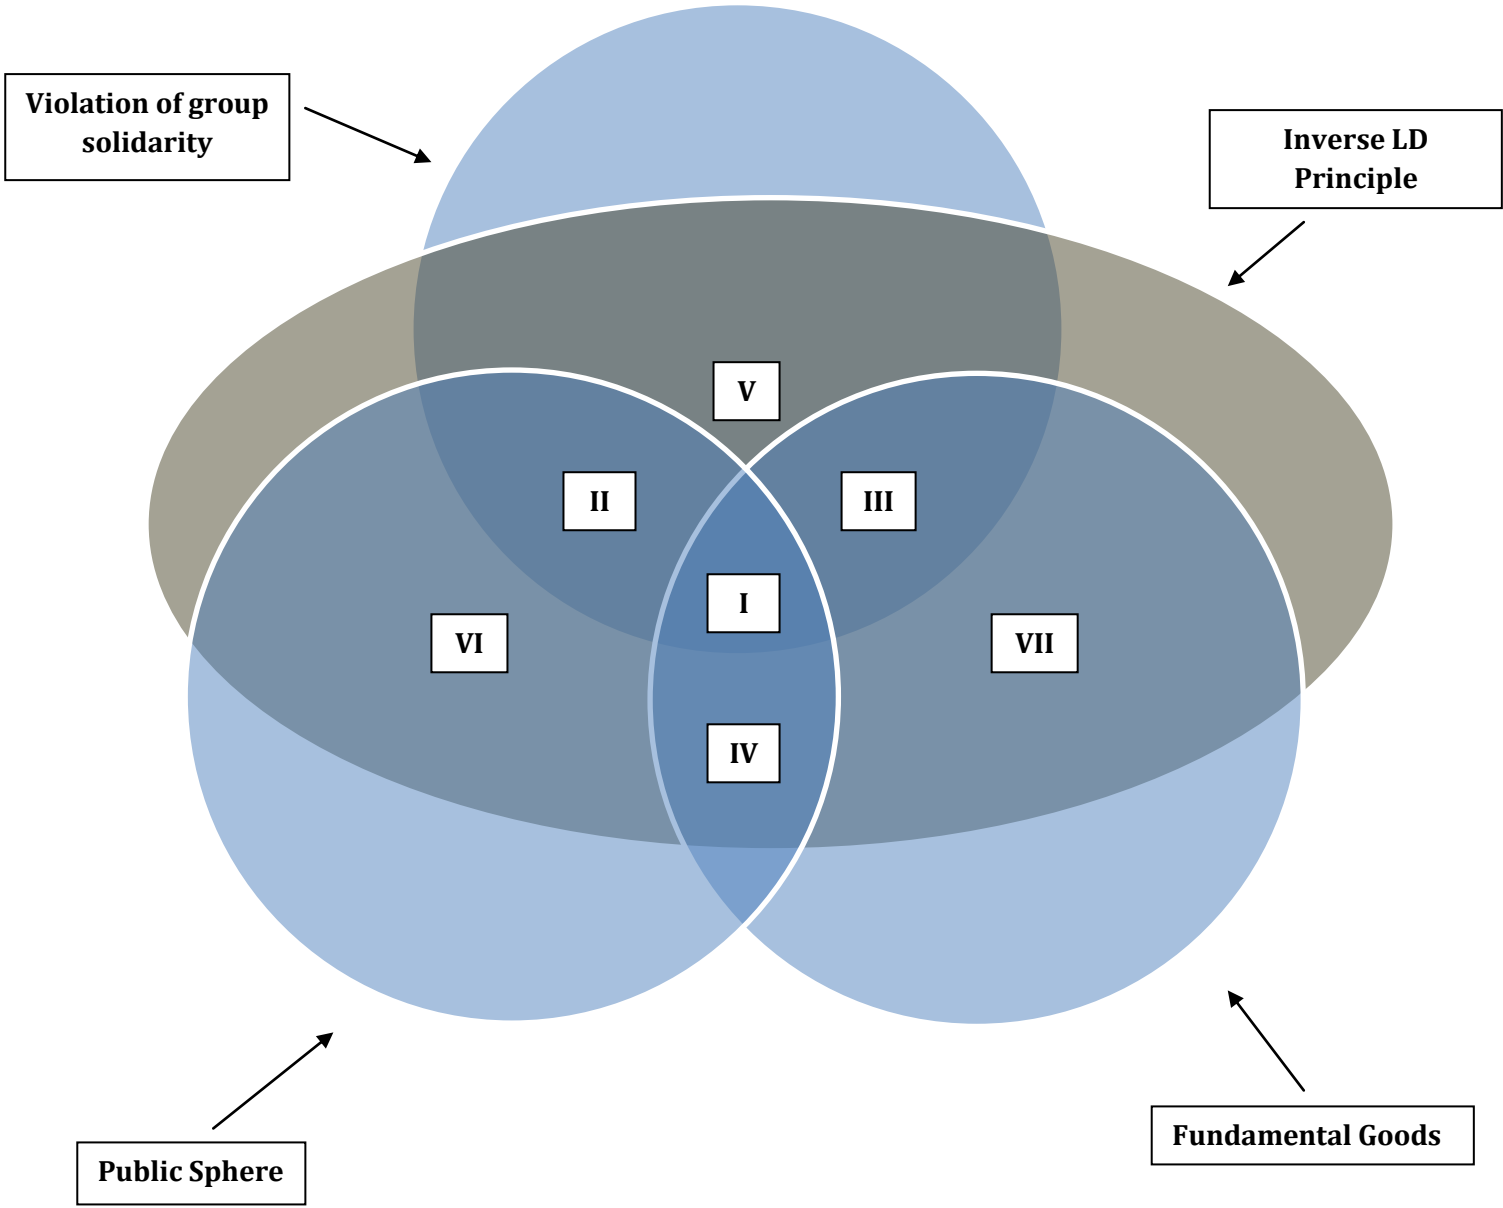 Violation of group
solidarity
Inverse LD
Principle
V
II
III
I
VI
VII
IV
Fundamental Goods
Public Sphere